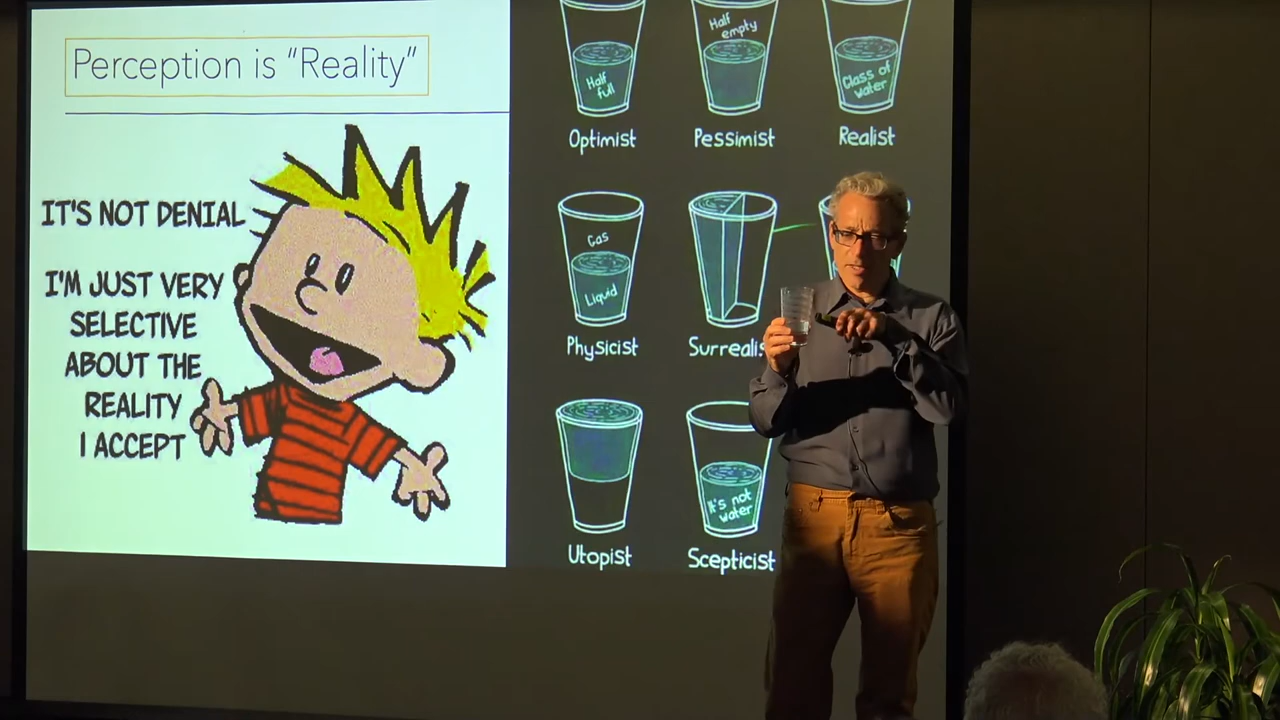 Perception is “Reality”
IT'S NOT DENIAL
I'M JUST VERY
SELECTIVE
ABOUT THE
REALITY
I ACCEPT
Half
full
Optimist
Half
empty
Pessimist
Glass of
water
Realist
Gas
Liquid
Physicist
Surrealis
Utopist
It's not
water
Scepticist